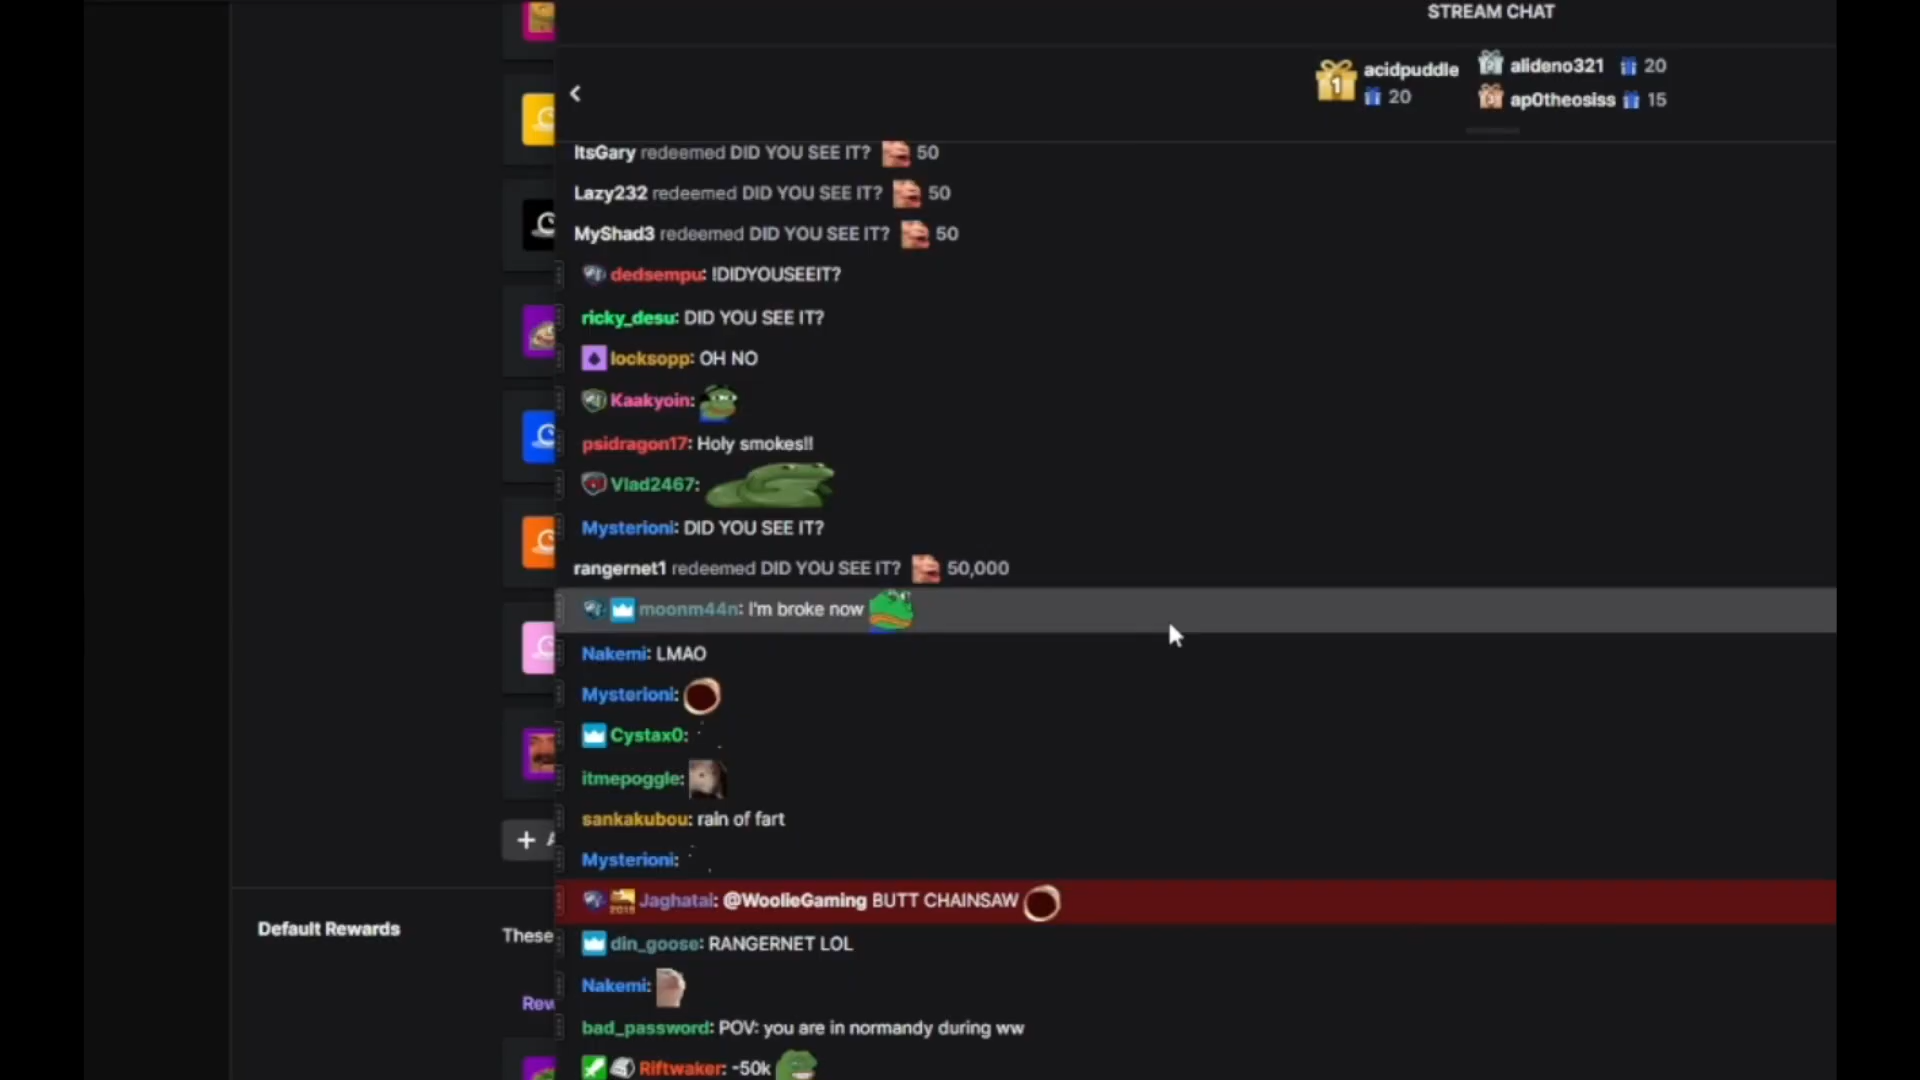 STREAM CHAT
1 acidpuddle
20
alideno321 20
ap0theosiss 15
ItsGary redeemed DID YOU SEE IT? 50
Lazy232 redeemed DID YOU SEE IT? 50
MyShad3 redeemed DID YOU SEE IT? 50
dedsempu: !DIDYOUSEEIT?
ricky_desu: DID YOU SEE IT?
locksopp: OH NO
Kaakyoin:
psidragon17: Holy smokes!!
Vlad2467:
Mysterioni: DID YOU SEE IT?
rangernet1 redeemed DID YOU SEE IT? 50,000
moonm44n: I'm broke now
Nakemi: LMAO
Mysterioni:
Cystax0:
itmepoggle:
sankakubou: rain of fart
Mysterioni:
Jaghatai: @WoolieGaming BUTT CHAINSAW
din_goose: RANGERNET LOL
Nakemi:
bad_password: POV: you are in normandy during ww
Riftwaker: -50k
+ A
Default Rewards
These
Rew